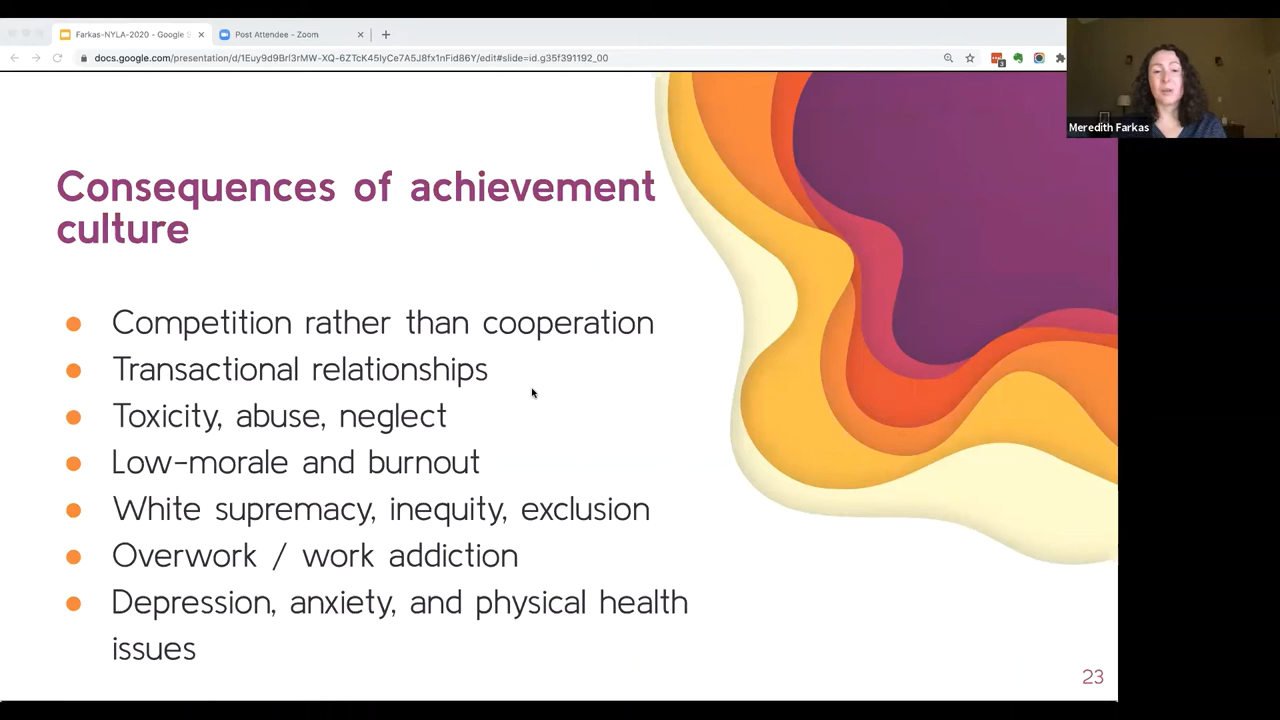 Farkas-NYLA-2020 - Google S
Post Attendee - Zoom
docs.google.com/presentation/d/1Euy9d9Brl3rMW-XQ-6ZTcK45IyCe7A5J8fx1nFid86Y/edit#slide=id.g35f391192_00
3
Meredith Farkas
Consequences of achievement
culture
Competition rather than cooperation
Transactional relationships
Toxicity, abuse, neglect
Low-morale and burnout
White supremacy, inequity, exclusion
Overwork / work addiction
Depression, anxiety, and physical health
issues
23